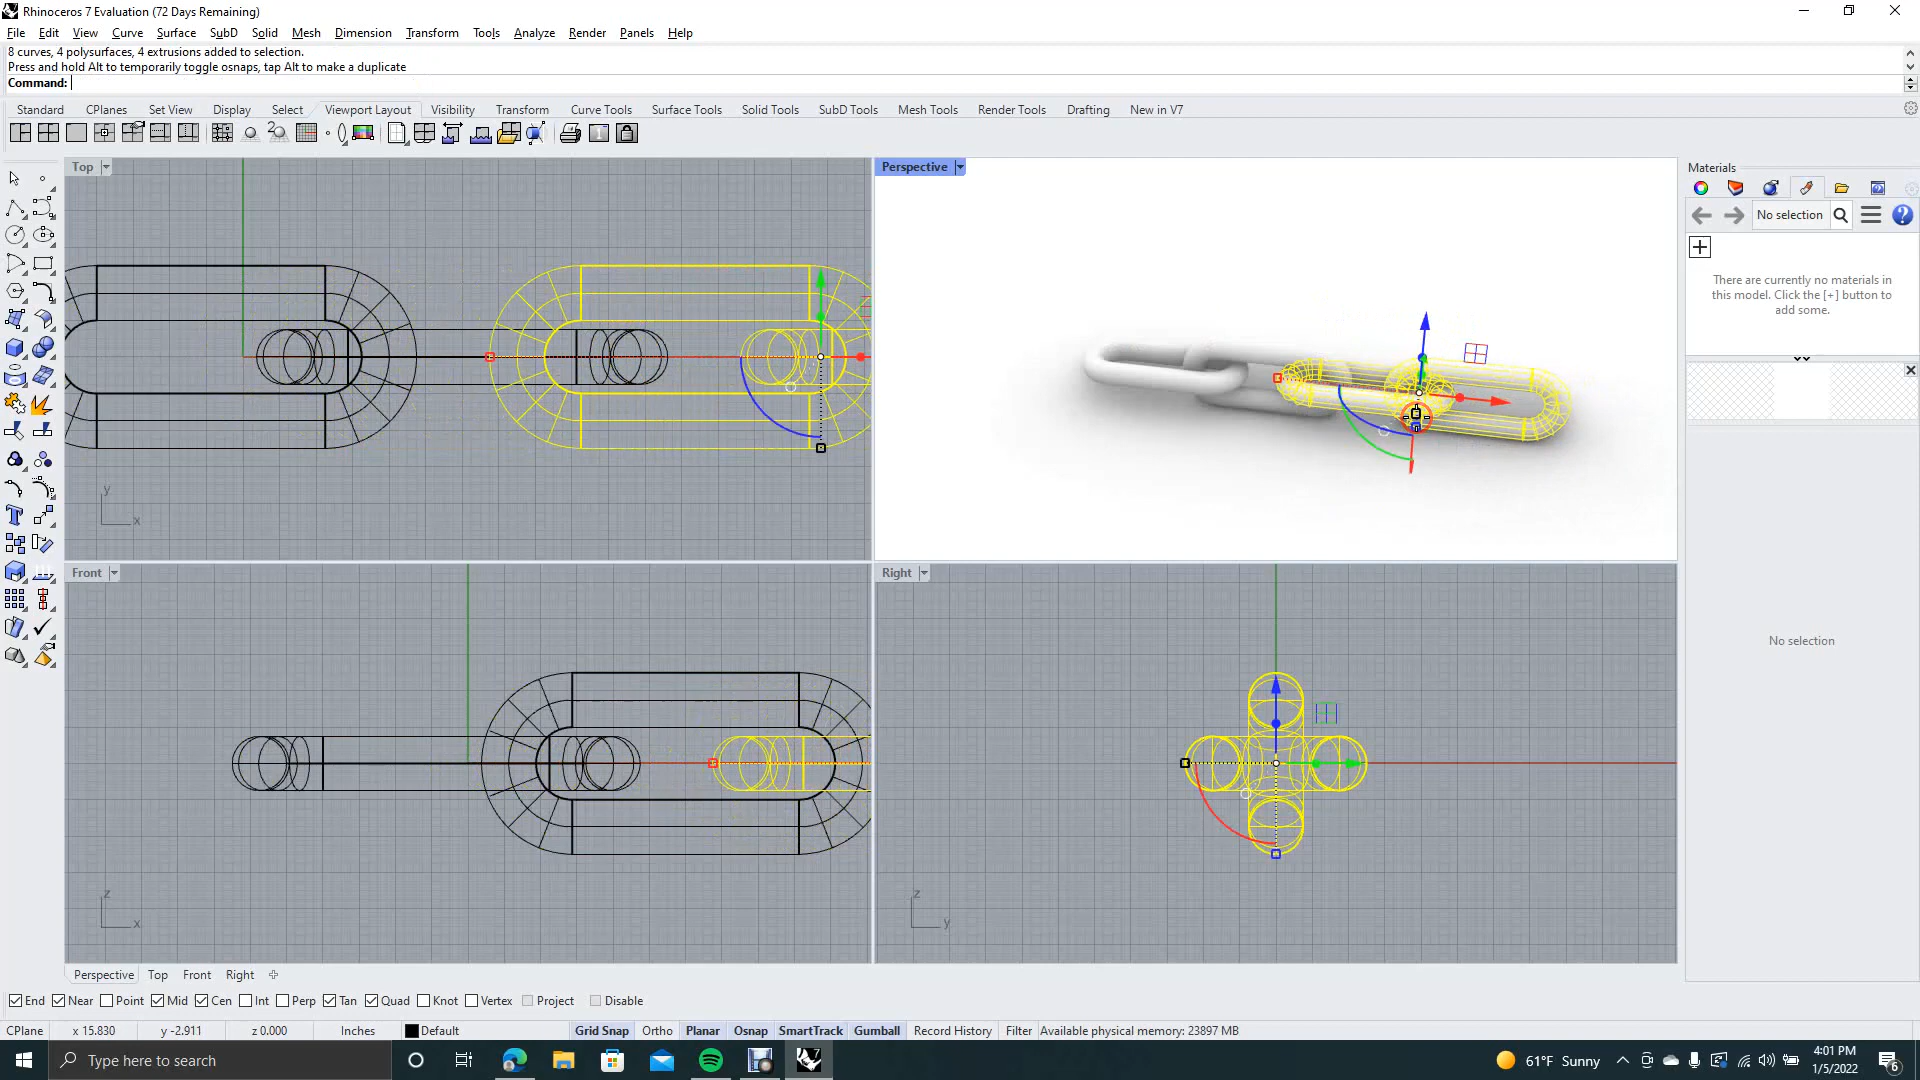 Rhinoceros 7 Evaluation (72 Days Remaining)
File Edit View Curve Surface SubD Solid Mesh Dimension Transform Tools Analyze Render Panels Help
8 curves, 4 polysurfaces, 4 extrusions added to selection.
Press and hold Alt to temporarily toggle osnaps, tap Alt to make a duplicate
Command:
Standard CPlanes Set View Display Select Viewport Layout Visibility Transform Curve Tools Surface Tools Solid Tools SubD Tools Mesh Tools Render Tools Drafting New in V7
Top
Perspective
Materials
No selection
There are currently no materials in
this model. Click the [+] button to
add some.
y
x
Front
Right
No selection
z
x
z
y
Perspective Top Front Right
End Near Point Mid Cen Int Perp Tan Quad Knot Vertex Project Disable
CPlane x 15.830 y -2.911 z 0.000 Inches Default Grid Snap Ortho Planar Osnap SmartTrack Gumball Record History Filter Available physical memory: 23897 MB
Type here to search
61°F Sunny
4:01 PM
1/5/2022
6